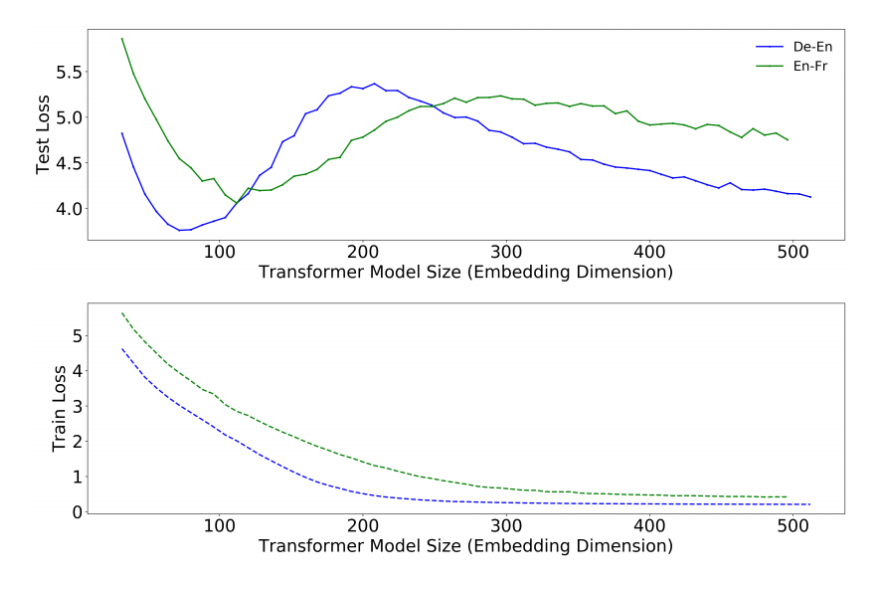 De-En
En-Fr
5.5
5.0
4.5
4.0
Test Loss
100 200 300 400 500
Transformer Model Size (Embedding Dimension)
5
4
3
2
1
0
Train Loss
100 200 300 400 500
Transformer Model Size (Embedding Dimension)